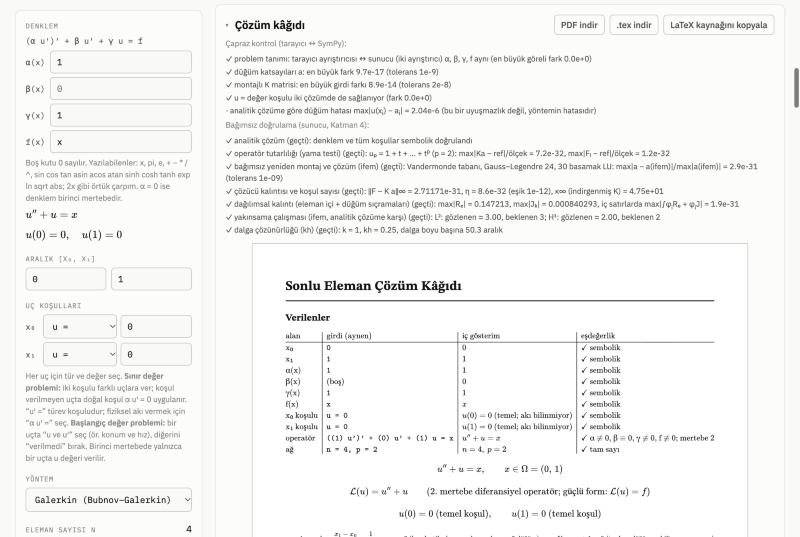 DENKLEM
(α u')' + β u' + γ u = f
α(x) 1
β(x) 0
γ(x) 1
f(x) x
Boş kutu 0 sayılır. Yazılabilenler: x, pi, e, + − * /
^, sin cos tan asin acos atan sinh cosh tanh exp
ln sqrt abs; 2x gibi örtük çarpım. α = 0 ise
denklem birinci mertebedir.
u″ + u = x
u(0) = 0, u(1) = 0
ARALIK [X₀, X₁]
0 1
UÇ KOŞULLARI
x₀ u = 0
x₁ u = 0
Her uç için tür ve değer seç. Sınır değer
problemi: iki koşulu farklı uçlara ver; koşul
verilmeyen uçta doğal koşul α u' = 0 uygulanır.
"u' =" türev koşuludur; fiziksel akı vermek için
"α u' =" seç. Başlangıç değer problemi: bir
uçta "u ve u'" seç (ör. konum ve hız), diğerini
"verilmedi" bırak. Birinci mertebede yalnızca
bir uçta u değeri verilir.
YÖNTEM
Galerkin (Bubnov–Galerkin)
ELEMAN SAYISI N 4
Çözüm kâğıdı
PDF indir .tex indir LaTeX kaynağını kopyala
Çapraz kontrol (tarayıcı ↔ SymPy):
✓ problem tanımı: tarayıcı ayrıştırıcısı ↔ sunucu (iki ayrıştırıcı) α, β, γ, f aynı (en büyük göreli fark 0.0e+0)
✓ düğüm katsayıları a: en büyük fark 9.7e-17 (tolerans 1e-9)
✓ montajlı K matrisi: en büyük girdi farkı 8.9e-14 (tolerans 2e-8)
✓ u = değer koşulu iki çözümde de sağlanıyor (fark 0.0e+0)
· analitik çözüme göre düğüm hatası max|u(xᵢ) − aᵢ| = 2.04e-6 (bu bir uyuşmazlık değil, yöntemin hatasıdır)
Bağımsız doğrulama (sunucu, Katman 4):
✓ analitik çözüm (geçti): denklem ve tüm koşullar sembolik doğrulandı
✓ operatör tutarlılığı (yama testi) (geçti): uₚ = 1 + t + … + tᵖ (p = 2): max|Ka − ref|/ölçek = 7.2e-32, max|Fᵢ − ref|/ölçek = 1.2e-32
✓ bağımsız yeniden montaj ve çözüm (ifem) (geçti): Vandermonde tabanı, Gauss–Legendre 24, 30 basamak LU: max|a − a(ifem)|/max|a(ifem)| = 2.9e-31
(tolerans 1e-09)
✓ çözücü kalıntısı ve koşul sayısı (geçti): ‖F − K a‖∞ = 2.71171e-31, η = 8.6e-32 (eşik 1e-12), κ∞ (indirgenmiş K) = 4.75e+01
✓ dağılımsal kalıntı (eleman içi + düğüm sıçramaları) (geçti): max|Rₑ| = 0.147213, max|Jₖ| = 0.000840293, iç satırlarda max|∫φⱼRₑ + φⱼJ| = 1.9e-31
✓ yakınsama çalışması (ifem, analitik çözüme karşı) (geçti): L²: gözlenen ≈ 3.00, beklenen 3; H¹: gözlenen ≈ 2.00, beklenen 2
✓ dalga çözünürlüğü (kh) (geçti): k ≈ 1, kh ≈ 0.25, dalga boyu başına 50.3 aralık
Sonlu Eleman Çözüm Kâğıdı
Verilenler
alan girdi (aynen) iç gösterim eşdeğerlik
x₀ 0 0 ✓ sembolik
x₁ 1 1 ✓ sembolik
α(x) 1 1 ✓ sembolik
β(x) (boş) 0 ✓ sembolik
γ(x) 1 1 ✓ sembolik
f(x) x x ✓ sembolik
x₀ koşulu u = 0 u(0) = 0 (temel; akı bilinmiyor) ✓ sembolik
x₁ koşulu u = 0 u(1) = 0 (temel; akı bilinmiyor) ✓ sembolik
operatör ((1) u')' + (0) u' + (1) u = x u″ + u = x ✓ α ≠ 0, β = 0, γ ≠ 0, f ≠ 0; mertebe 2
ağ n = 4, p = 2 n = 4, p = 2 ✓ tam sayı
u″ + u = x, x ∈ Ω = (0, 1)
ℒ(u) = u″ + u (2. mertebe diferansiyel operatör; güçlü form: ℒ(u) = f)
u(0) = 0 (temel koşul), u(1) = 0 (temel koşul)